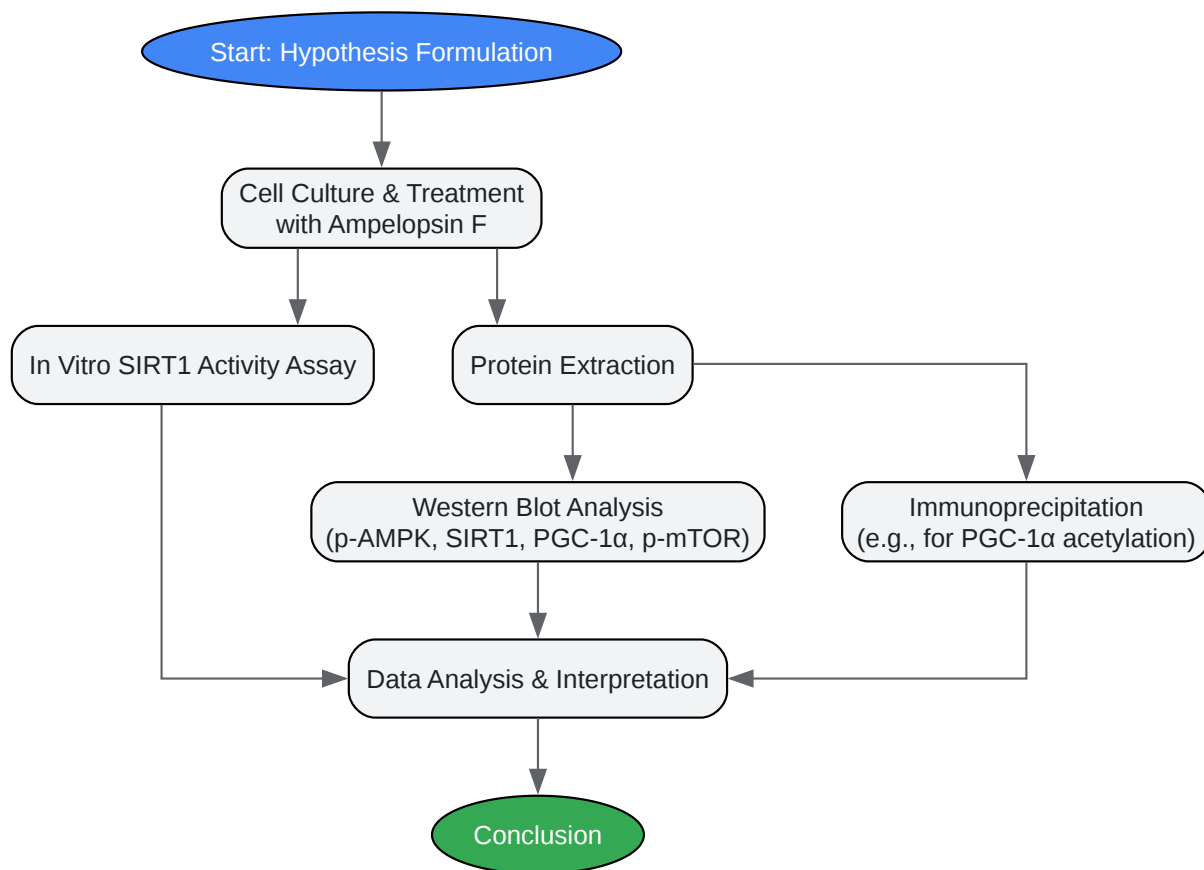 Start: Hypothesis Formulation
Cell Culture & Treatment
with Ampelopsin F
In Vitro SIRT1 Activity Assay
Protein Extraction
Western Blot Analysis
(p-AMPK, SIRT1, PGC-1α, p-mTOR)
Immunoprecipitation
(e.g., for PGC-1α acetylation)
Data Analysis & Interpretation
Conclusion